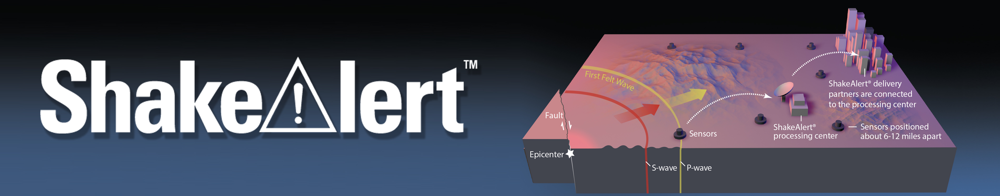 ShakeAlert™
First Felt Wave
Fault
Epicenter
S-wave
P-wave
Sensors
ShakeAlert®
processing center
ShakeAlert® delivery
partners are connected
to the processing center
Sensors positioned
about 6-12 miles apart